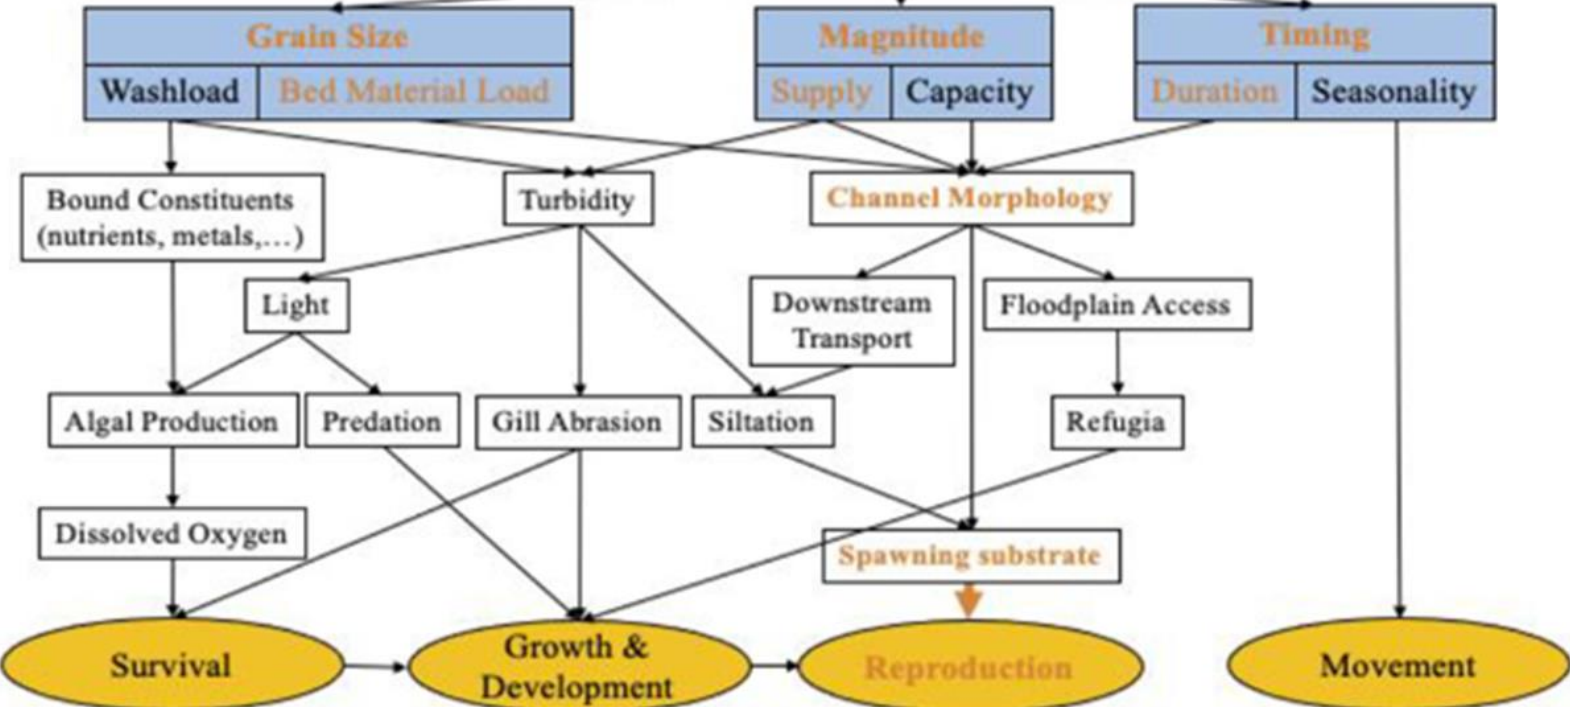 Grain Size
Magnitude
Timing
Washload
Bed Material Load
Supply
Capacity
Duration
Seasonality
Bound Constituents
(nutrients, metals,...)
Turbidity
Channel Morphology
Light
Downstream
Transport
Floodplain Access
Algal Production
Predation
Gill Abrasion
Siltation
Refugia
Dissolved Oxygen
Spawning substrate
Survival
Growth &
Development
Reproduction
Movement